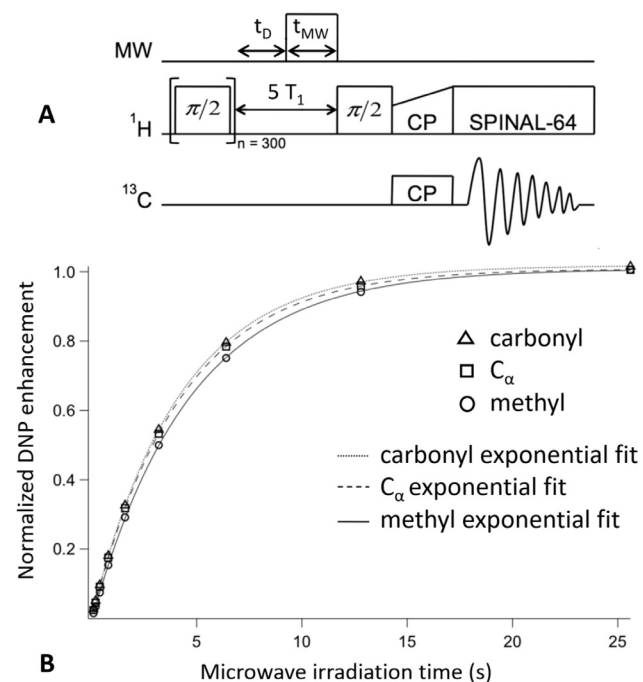 t_D t_MW
MW
A
5 T₁
π/2 π/2
¹H CP SPINAL-64
n = 300
¹³C CP
1.0
0.8
0.6
0.4
0.2
Normalized DNP enhancement
carbonyl
Cα
methyl
carbonyl exponential fit
Cα exponential fit
methyl exponential fit
5 10 15 20 25
B
Microwave irradiation time (s)